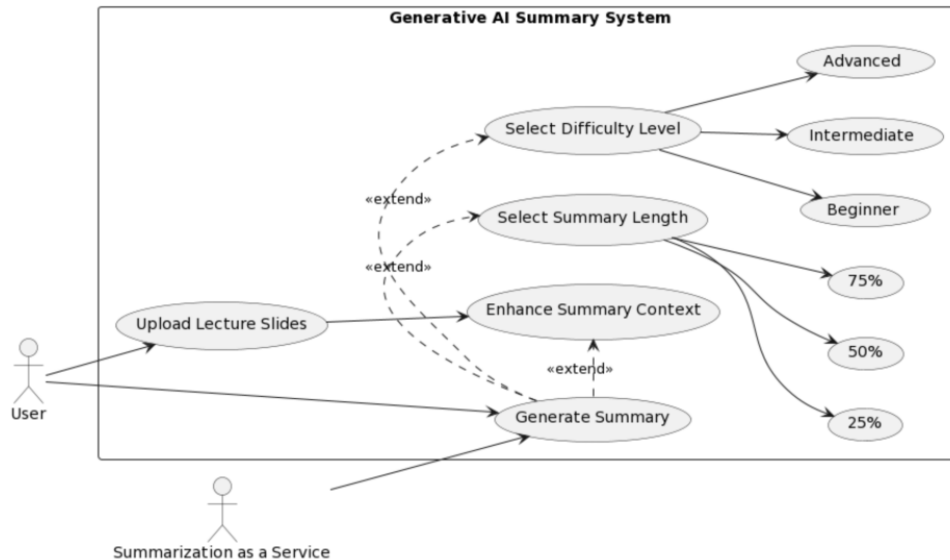 Generative AI Summary System
Advanced
Select Difficulty Level
Intermediate
«extend»
Beginner
Select Summary Length
«extend»
75%
Enhance Summary Context
Upload Lecture Slides
50%
«extend»
User
Generate Summary
25%
Summarization as a Service